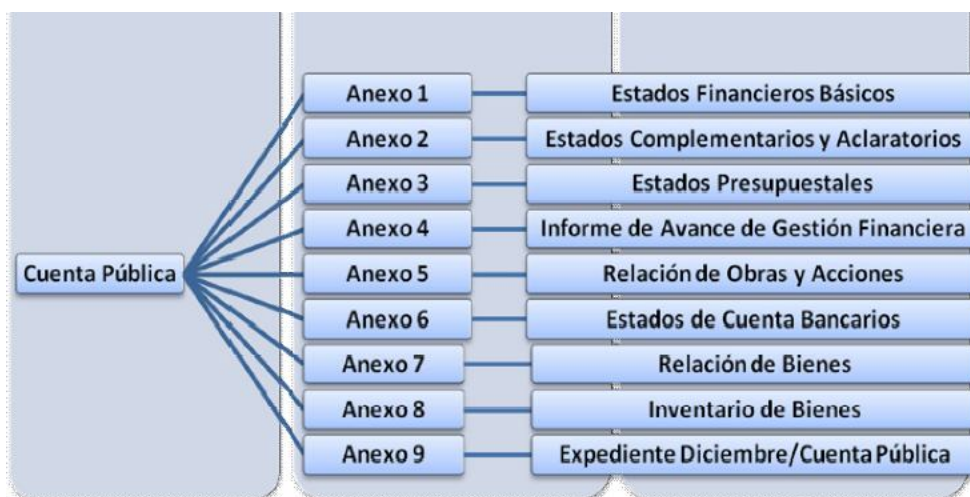 Cuenta Pública
Anexo 1
Estados Financieros Básicos
Anexo 2
Estados Complementarios y Aclaratorios
Anexo 3
Estados Presupuestales
Anexo 4
Informe de Avance de Gestión Financiera
Anexo 5
Relación de Obras y Acciones
Anexo 6
Estados de Cuenta Bancarios
Anexo 7
Relación de Bienes
Anexo 8
Inventario de Bienes
Anexo 9
Expediente Diciembre/Cuenta Pública